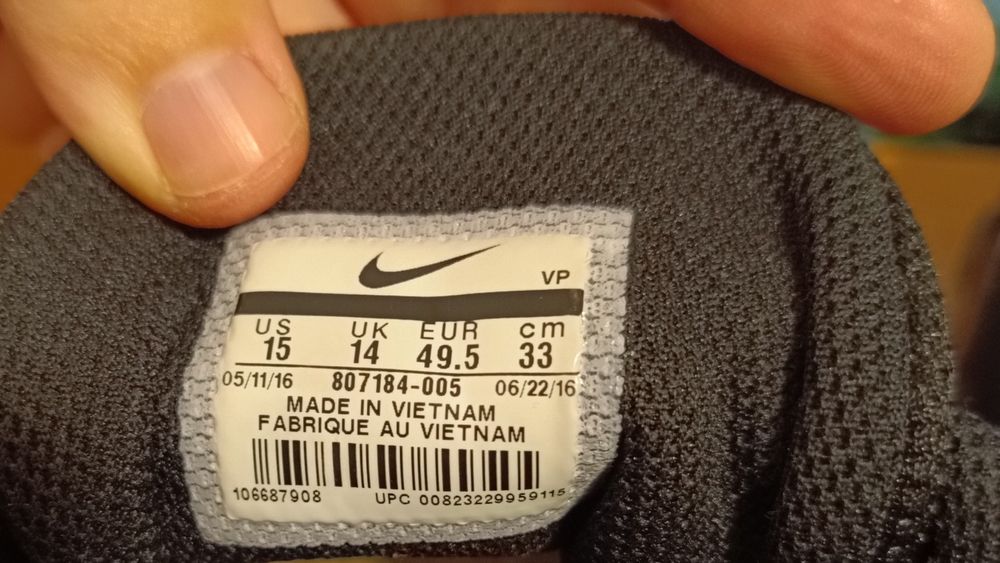 VP
US UK EUR cm
15 14 49.5 33
05/11/16 807184-005 06/22/16
MADE IN VIETNAM
FABRIQUE AU VIETNAM
106687908 UPC 00823229959115